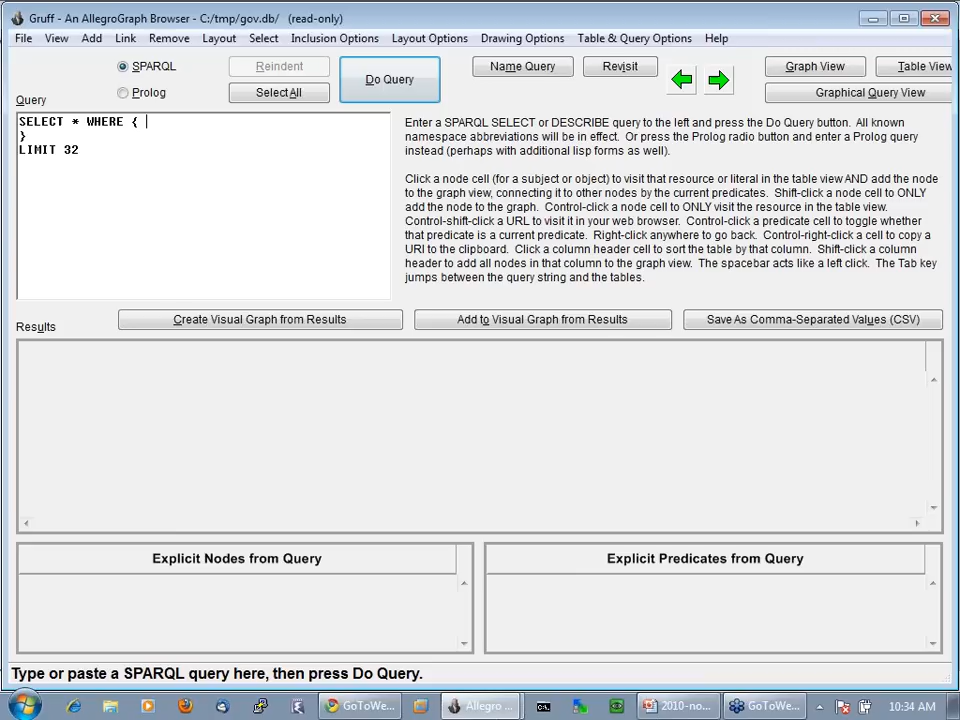 Gruff - An AllegroGraph Browser - C:/tmp/gov.db/ (read-only)
File View Add Link Remove Layout Select Inclusion Options Layout Options Drawing Options Table & Query Options Help
SPARQL
Prolog
Query
Reindent
Select All
Do Query
Name Query
Revisit
Graph View
Table View
Graphical Query View
SELECT * WHERE {
}
LIMIT 32
Enter a SPARQL SELECT or DESCRIBE query to the left and press the Do Query button. All known
namespace abbreviations will be in effect. Or press the Prolog radio button and enter a Prolog query
instead (perhaps with additional lisp forms as well).
Click a node cell (for a subject or object) to visit that resource or literal in the table view AND add the node
to the graph view, connecting it to other nodes by the current predicates. Shift-click a node cell to ONLY
add the node to the graph. Control-click a node cell to ONLY visit the resource in the table view.
Control-shift-click a URL to visit it in your web browser. Control-click a predicate cell to toggle whether
that predicate is a current predicate. Right-click anywhere to go back. Control-right-click a cell to copy a
URI to the clipboard. Click a column header cell to sort the table by that column. Shift-click a column
header to add all nodes in that column to the graph view. The spacebar acts like a left click. The Tab key
jumps between the query string and the tables.
Results
Create Visual Graph from Results
Add to Visual Graph from Results
Save As Comma-Separated Values (CSV)
Explicit Nodes from Query
Explicit Predicates from Query
Type or paste a SPARQL query here, then press Do Query.
GoToWe...
Allegro ...
2010-no...
GoToWe...
10:34 AM